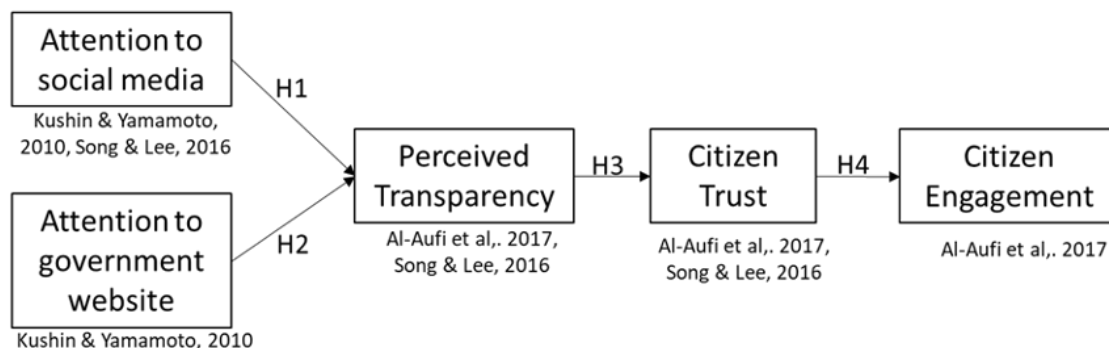 Attention to
social media
Kushin & Yamamoto,
2010, Song & Lee, 2016
H1
Attention to
government
website
Kushin & Yamamoto, 2010
H2
Perceived
Transparency
Al-Aufi et al,. 2017,
Song & Lee, 2016
H3
Citizen
Trust
Al-Aufi et al,. 2017,
Song & Lee, 2016
H4
Citizen
Engagement
Al-Aufi et al,. 2017